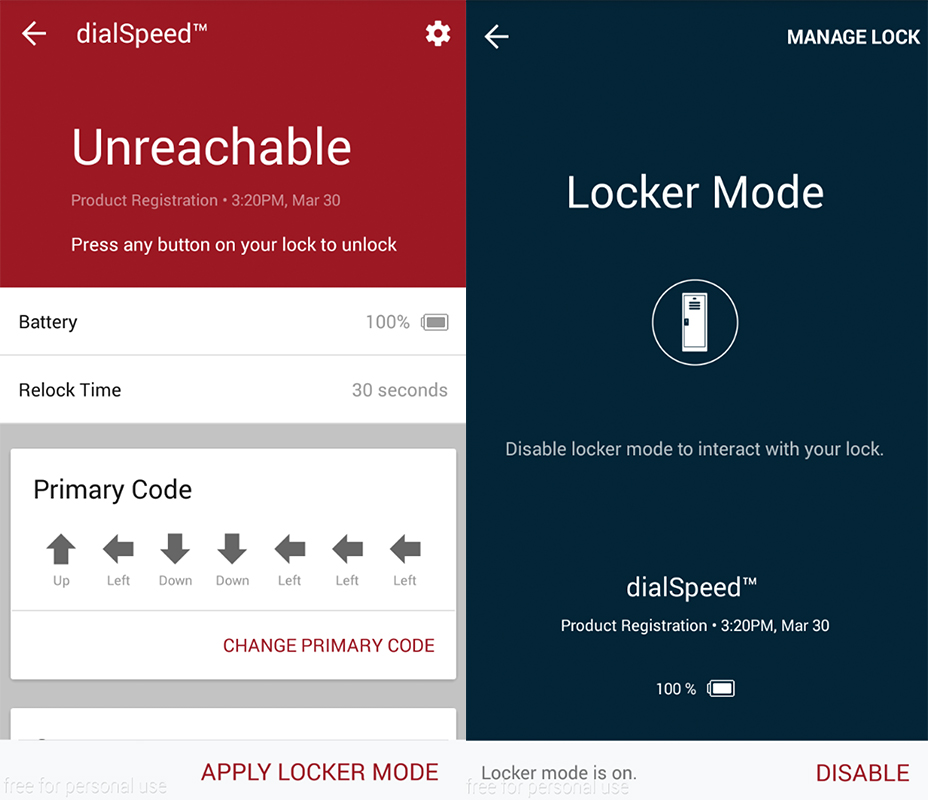 dialSpeed™
Unreachable
Product Registration • 3:20PM, Mar 30
Press any button on your lock to unlock
Battery 100%
Relock Time 30 seconds
Primary Code
Up Left Down Down Left Left Left
CHANGE PRIMARY CODE
APPLY LOCKER MODE
free for personal use
MANAGE LOCK
Locker Mode
Disable locker mode to interact with your lock.
dialSpeed™
Product Registration • 3:20PM, Mar 30
100 %
Locker mode is on. DISABLE
free for personal use